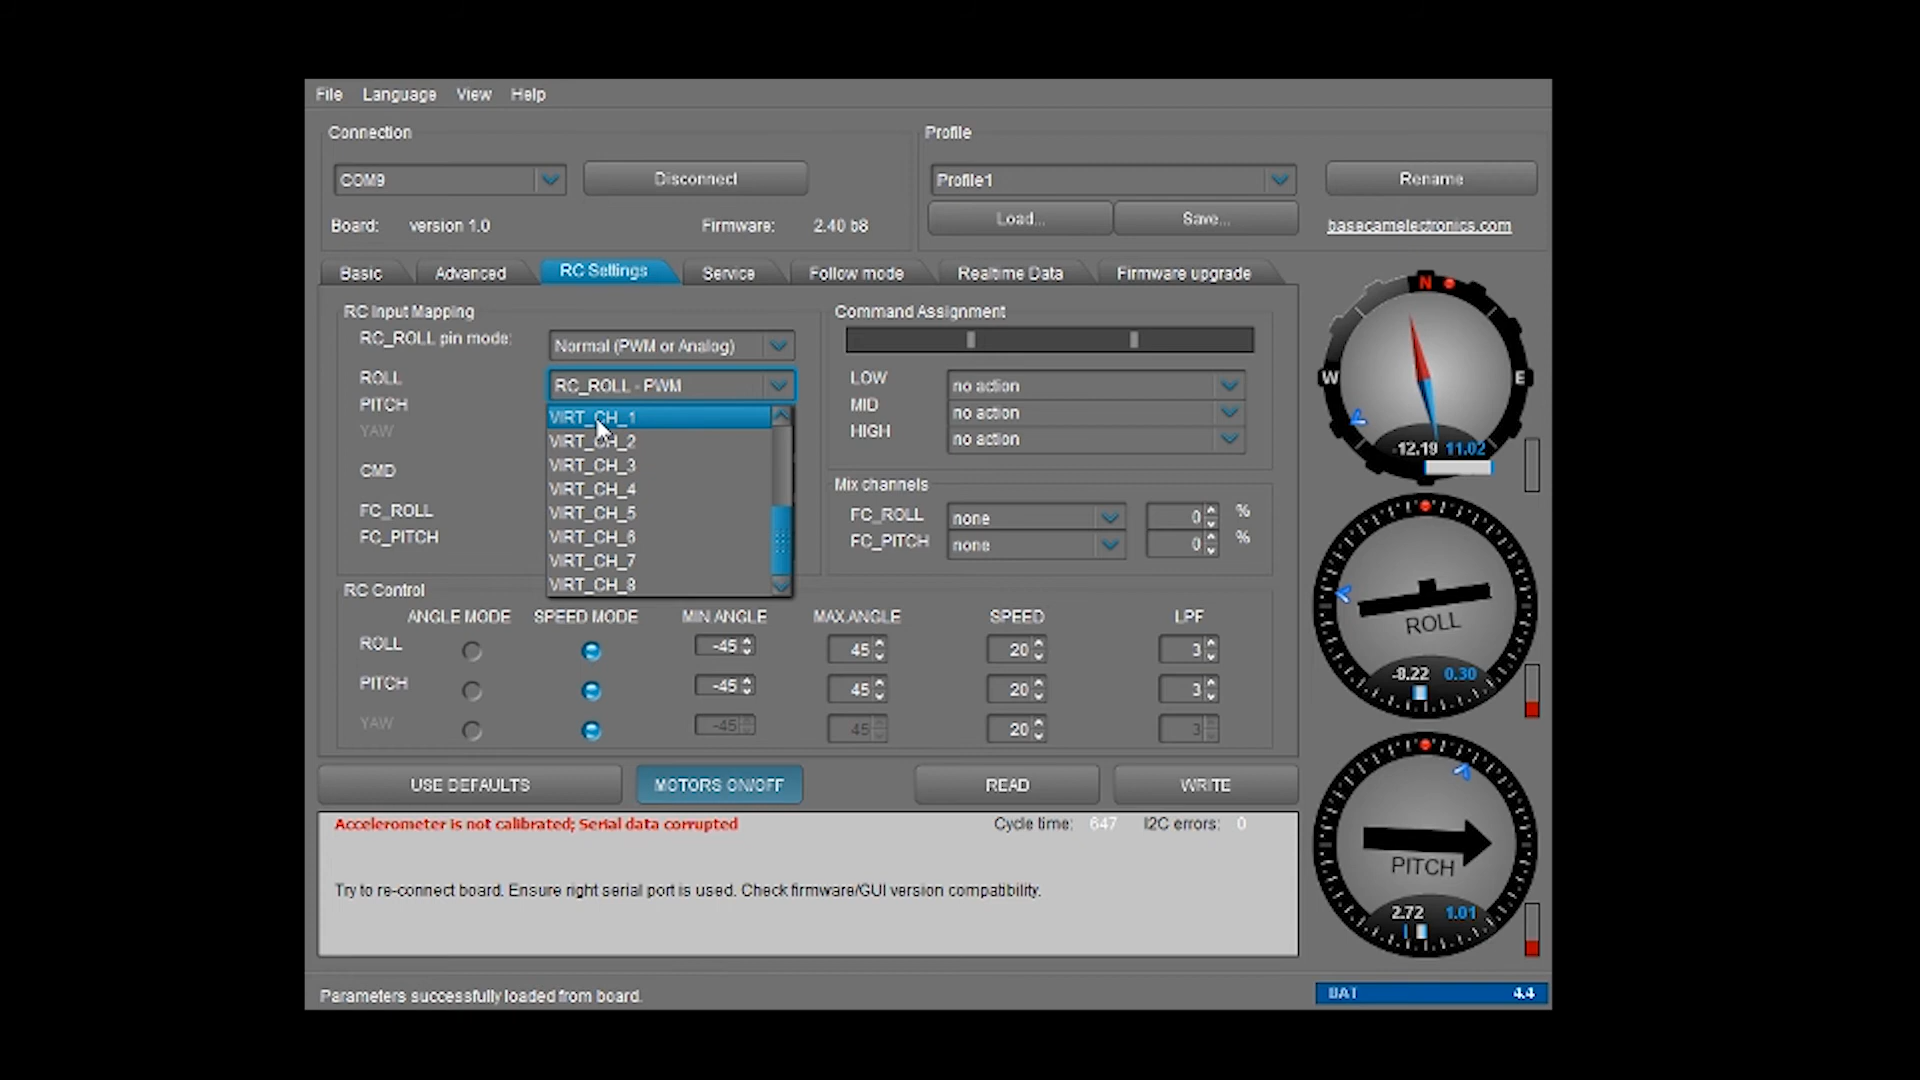 File Language View Help
Connection
Profile
COM9
Disconnect
Profile1
Rename
Board: version 1.0
Firmware: 2.40 b8
Load...
Save...
basecamelectronics.com
Basic
Advanced
RC Settings
Service
Follow mode
Realtime Data
Firmware upgrade
RC Input Mapping
RC_ROLL pin mode:
Normal (PWM or Analog)
ROLL
RC_ROLL - PWM
PITCH
YAW
CMD
FC_ROLL
FC_PITCH
VIRT_CH_1
VIRT_CH_2
VIRT_CH_3
VIRT_CH_4
VIRT_CH_5
VIRT_CH_6
VIRT_CH_7
VIRT_CH_8
Command Assignment
LOW no action
MID no action
HIGH no action
Mix channels
FC_ROLL none 0 %
FC_PITCH none 0 %
RC Control
ANGLE MODE SPEED MODE MIN ANGLE MAX ANGLE SPEED LPF
ROLL -45 45 20 3
PITCH -45 45 20 3
YAW -45 45 20 3
USE DEFAULTS
MOTORS ON/OFF
READ
WRITE
Accelerometer is not calibrated; Serial data corrupted
Cycle time: 647 I2C errors: 0
Try to re-connect board. Ensure right serial port is used. Check firmware/GUI version compatibility.
Parameters successfully loaded from board.
N
W
E
-12.19 11.02
ROLL
-8.22 0.30
PITCH
2.72 1.01
BAT 4.4